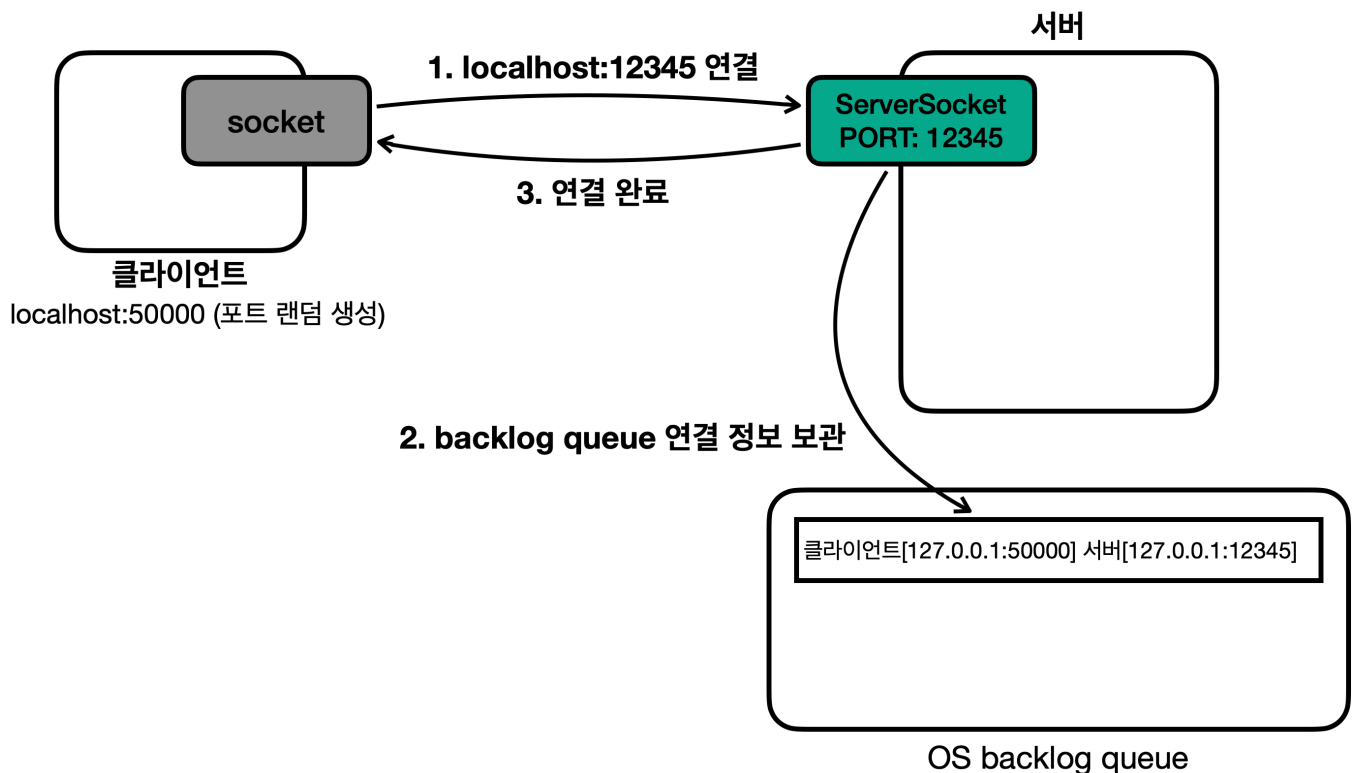 서버
1. localhost:12345 연결
socket
ServerSocket
PORT: 12345
3. 연결 완료
클라이언트
localhost:50000 (포트 랜덤 생성)
2. backlog queue 연결 정보 보관
클라이언트[127.0.0.1:50000] 서버[127.0.0.1:12345]
OS backlog queue